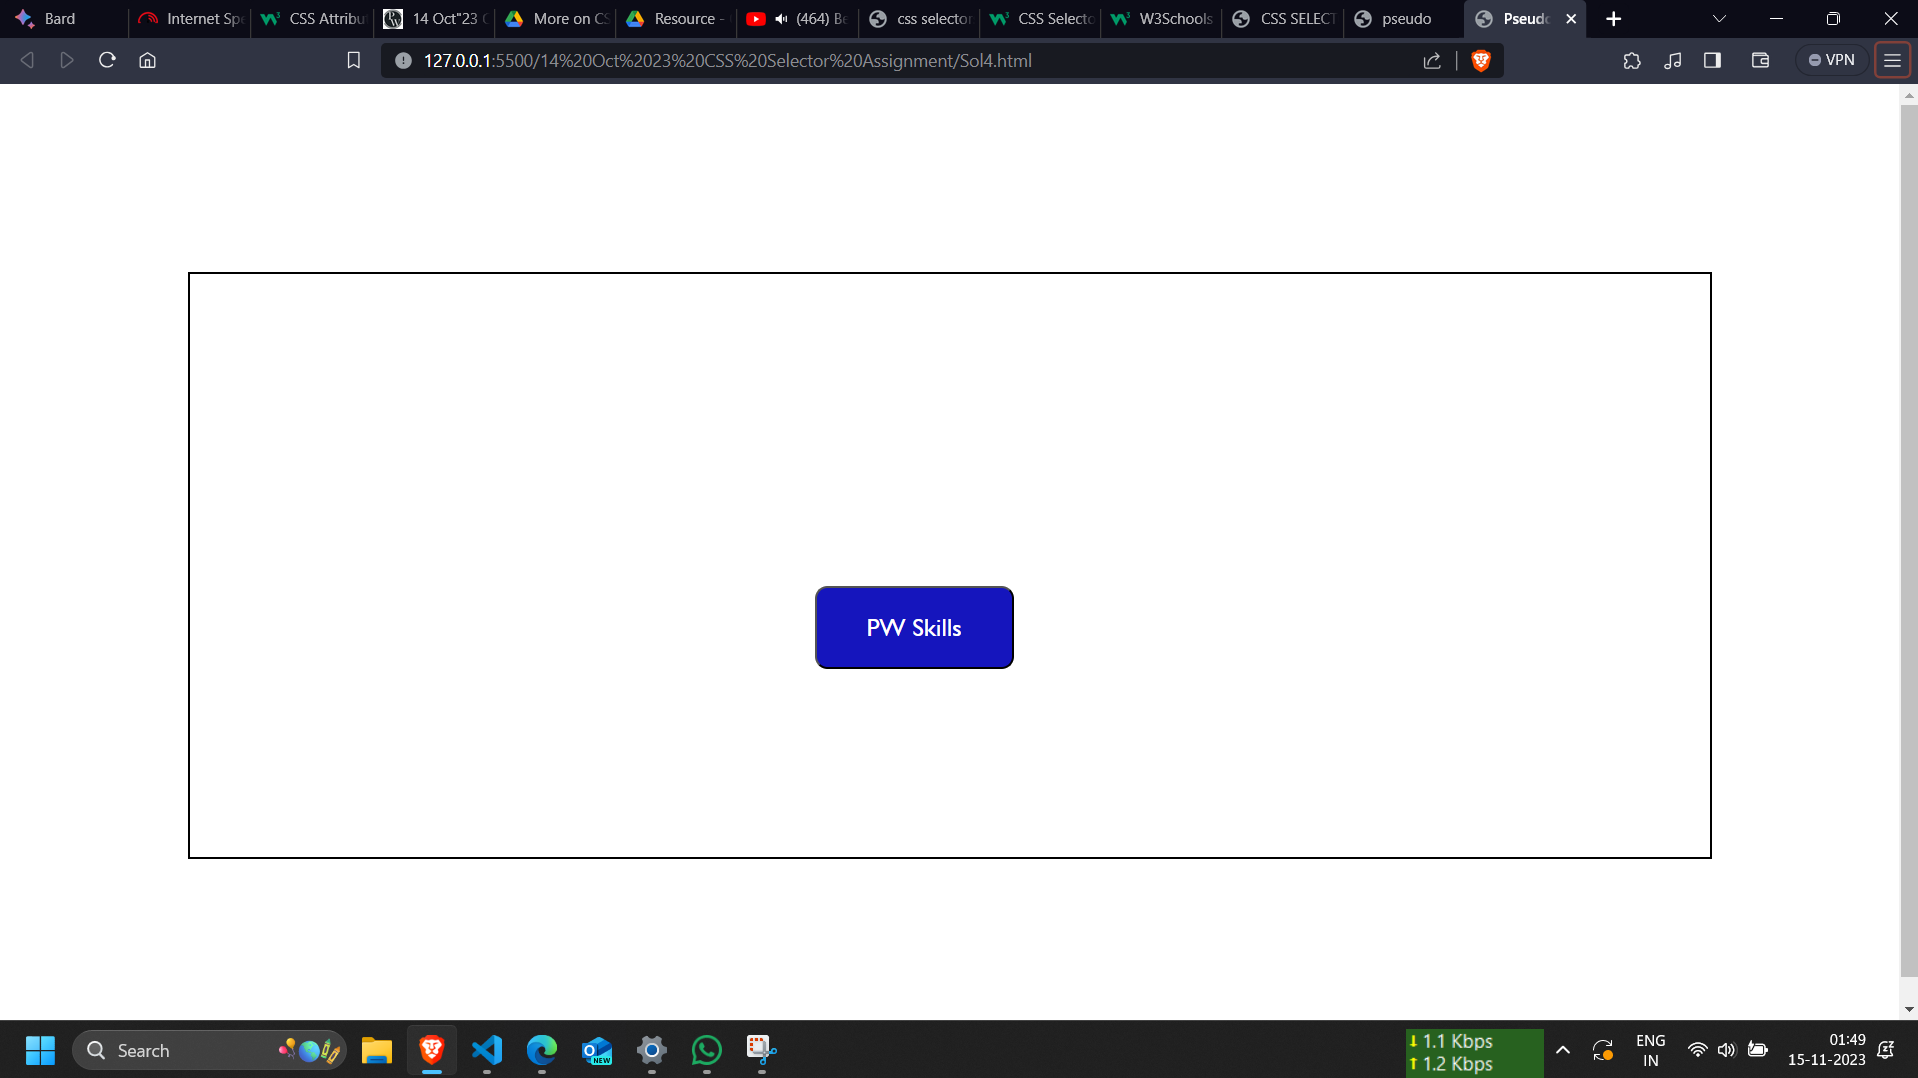 Bard
Internet Spe
CSS Attribu
14 Oct"23 C
More on CS
Resource -
(464) Be
css selector
CSS Selecto
W3Schools
CSS SELECT
pseudo
Pseudo
127.0.0.1:5500/14%20Oct%2023%20CSS%20Selector%20Assignment/Sol4.html
VPN
PW Skills
Search
NEW
1.1 Kbps
1.2 Kbps
ENG
IN
01:49
15-11-2023